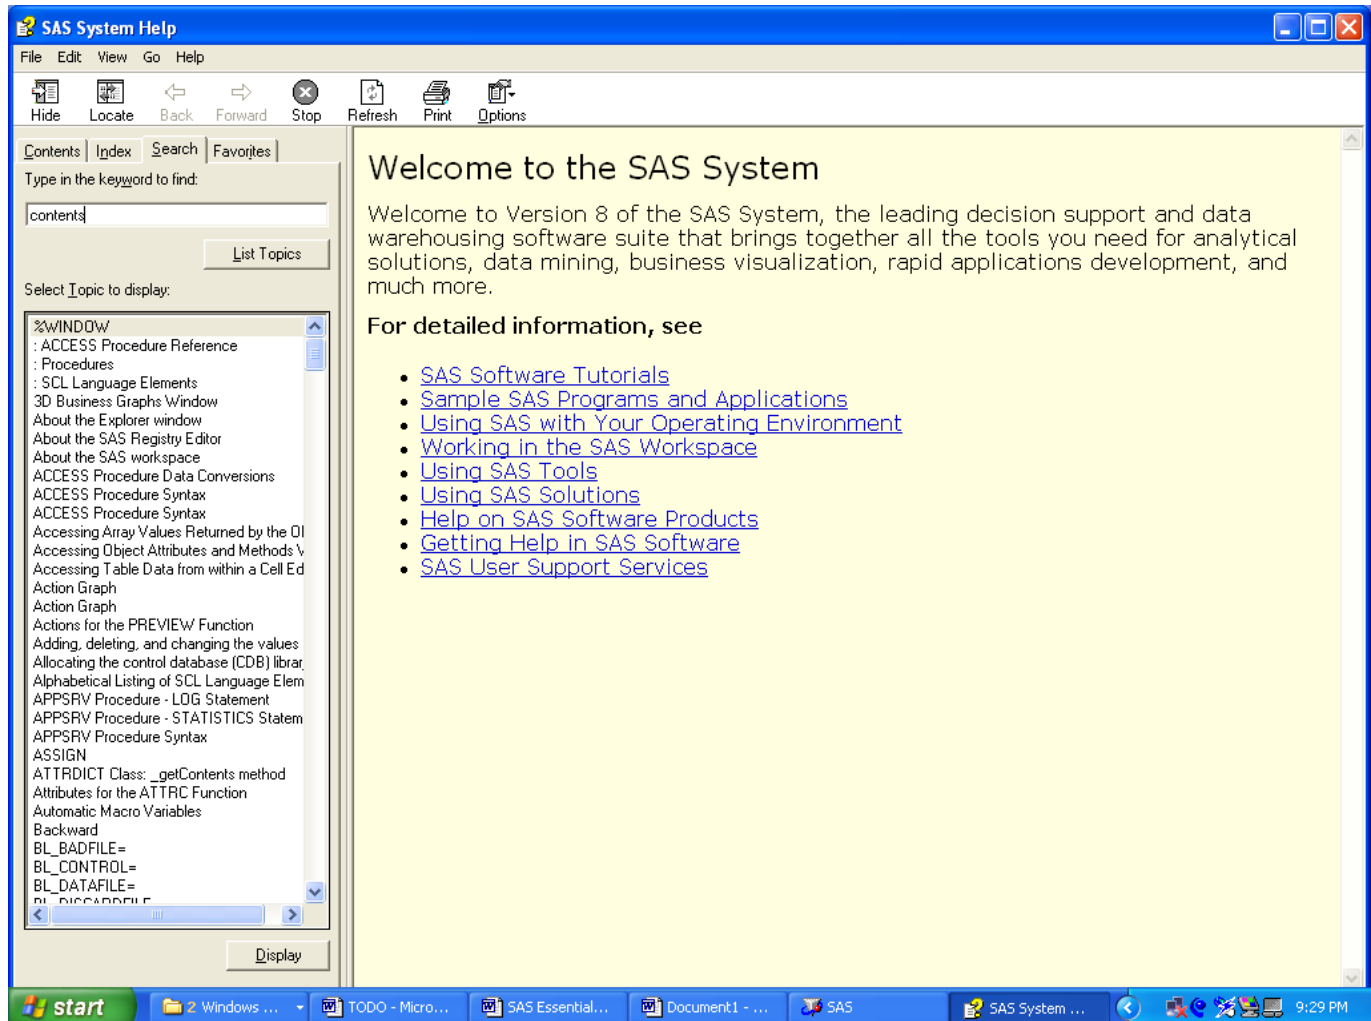 SAS System Help
File Edit View Go Help
Hide Locate Back Forward Stop Refresh Print Options
Contents Index Search Favorites
Type in the keyword to find:
contents
List Topics
Select Topic to display:
%WINDOW
: ACCESS Procedure Reference
: Procedures
: SCL Language Elements
3D Business Graphs Window
About the Explorer window
About the SAS Registry Editor
About the SAS workspace
ACCESS Procedure Data Conversions
ACCESS Procedure Syntax
ACCESS Procedure Syntax
Accessing Array Values Returned by the Ol
Accessing Object Attributes and Methods V
Accessing Table Data from within a Cell Ed
Action Graph
Action Graph
Actions for the PREVIEW Function
Adding, deleting, and changing the values
Allocating the control database (CDB) librar
Alphabetical Listing of SCL Language Elem
APPSRV Procedure - LOG Statement
APPSRV Procedure - STATISTICS Statem
APPSRV Procedure Syntax
ASSIGN
ATTRDICT Class: _getContents method
Attributes for the ATTRC Function
Automatic Macro Variables
Backward
BL_BADFILE=
BL_CONTROL=
BL_DATAFILE=
Display
Welcome to the SAS System
Welcome to Version 8 of the SAS System, the leading decision support and data
warehousing software suite that brings together all the tools you need for analytical
solutions, data mining, business visualization, rapid applications development, and
much more.
For detailed information, see
SAS Software Tutorials
Sample SAS Programs and Applications
Using SAS with Your Operating Environment
Working in the SAS Workspace
Using SAS Tools
Using SAS Solutions
Help on SAS Software Products
Getting Help in SAS Software
SAS User Support Services
start 2 Windows ... TODO - Micro... SAS Essential... Document1 - ... SAS SAS System ... 9:29 PM